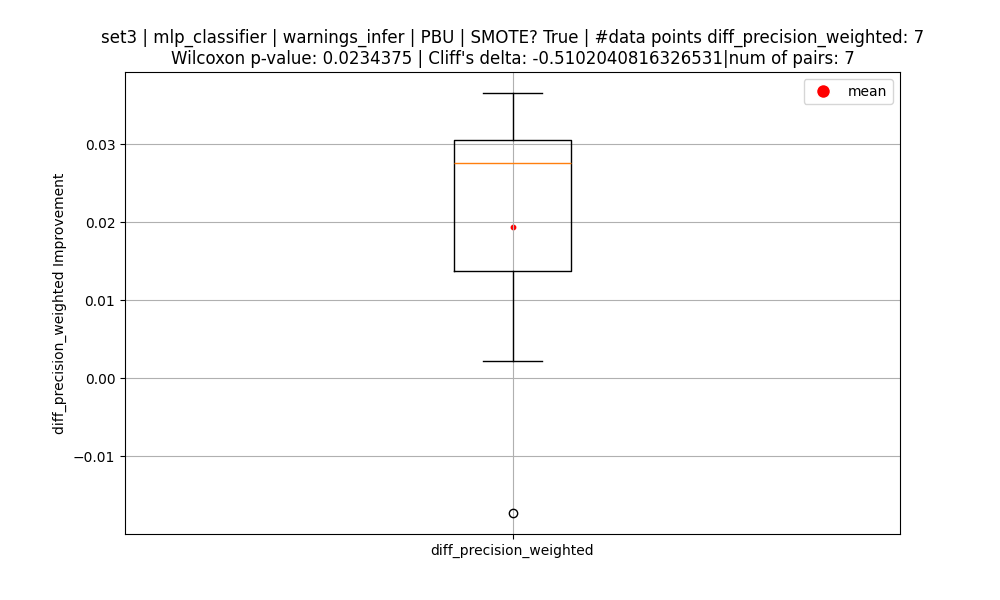 set3 | mlp_classifier | warnings_infer | PBU | SMOTE? True | #data points diff_precision_weighted: 7
Wilcoxon p-value: 0.0234375 | Cliff's delta: -0.5102040816326531|num of pairs: 7
mean
0.03
0.02
0.01
0.00
−0.01
diff_precision_weighted Improvement
diff_precision_weighted